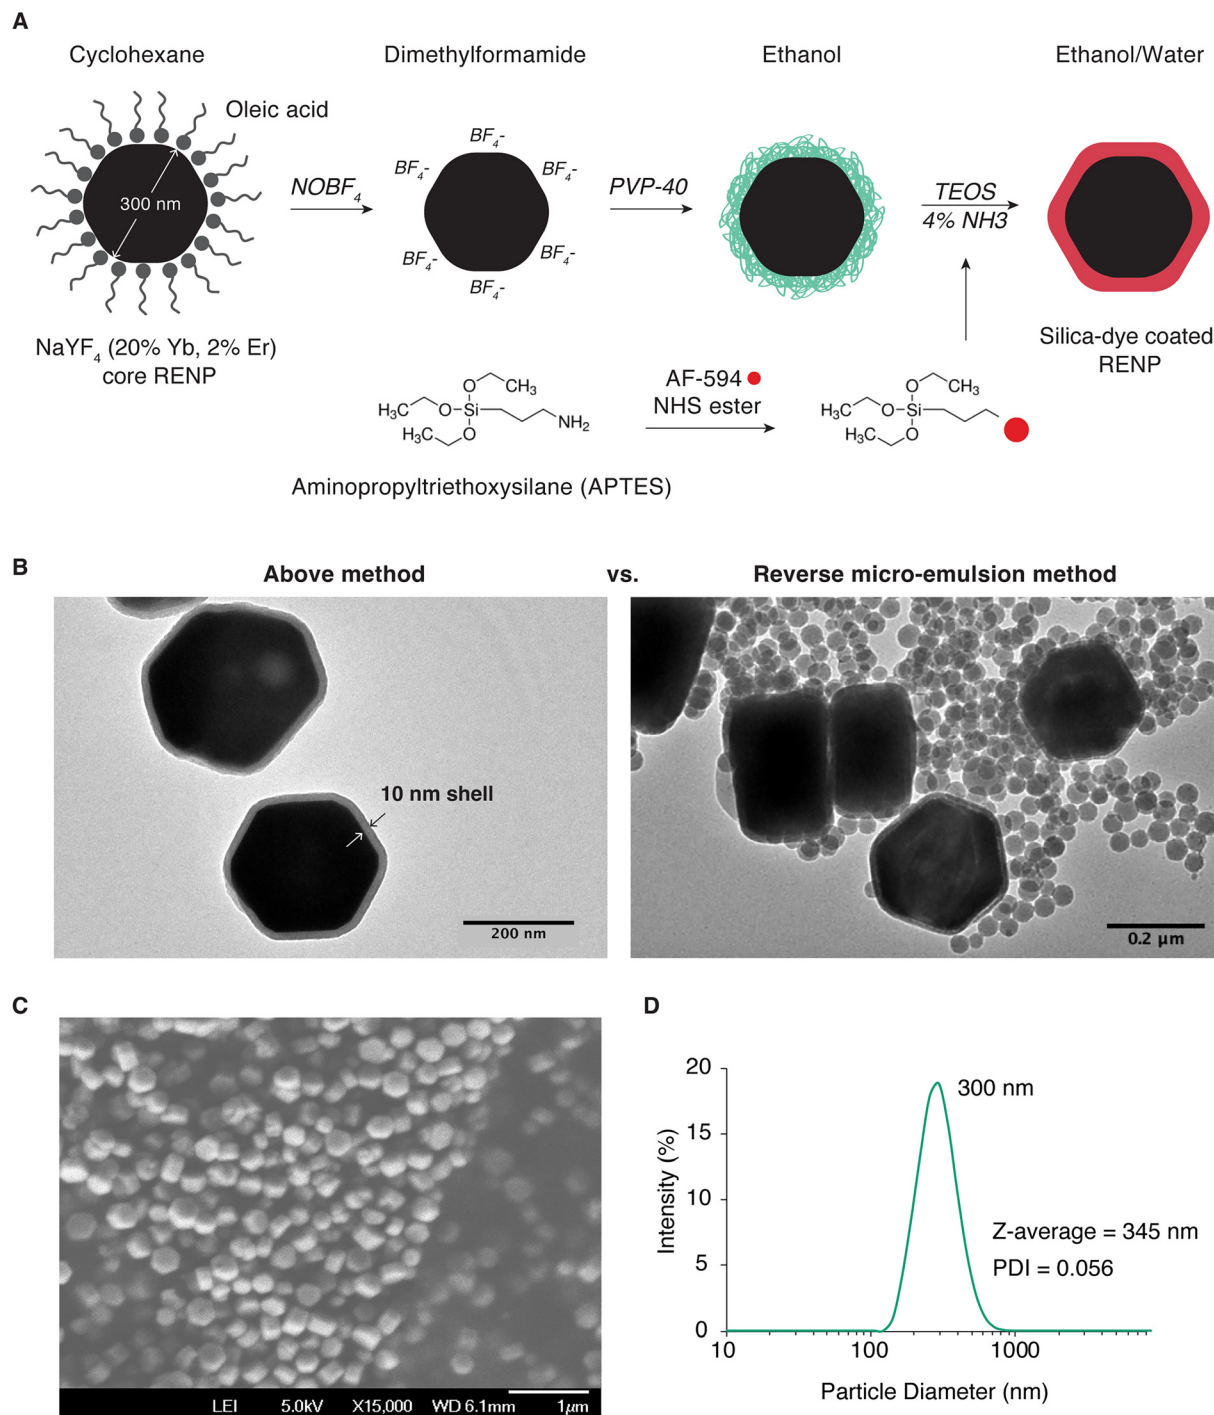 A
Cyclohexane
Dimethylformamide
Ethanol
Ethanol/Water
Oleic acid
300 nm
NOBF4
BF4-
BF4-
BF4-
BF4-
BF4-
BF4-
PVP-40
TEOS
4% NH3
NaYF4 (20% Yb, 2% Er)
core RENP
Silica-dye coated
RENP
O CH3
H3C O Si
NH2
H3C O
AF-594
NHS ester
O CH3
H3C O Si
H3C O
Aminopropyltriethoxysilane (APTES)
B
Above method
vs.
Reverse micro-emulsion method
10 nm shell
200 nm
0.2 µm
C
LEI 5.0kV X15,000 WD 6.1mm 1µm
D
20
15
10
5
0
Intensity (%)
300 nm
Z-average = 345 nm
PDI = 0.056
10 100 1000
Particle Diameter (nm)